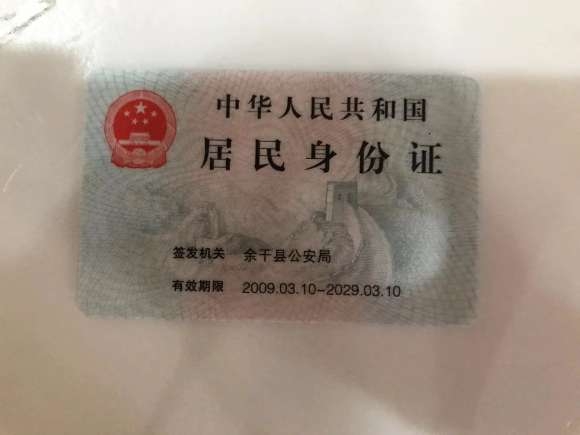 中华人民共和国
居民身份证
签发机关 余干县公安局
有效期限 2009.03.10-2029.03.10